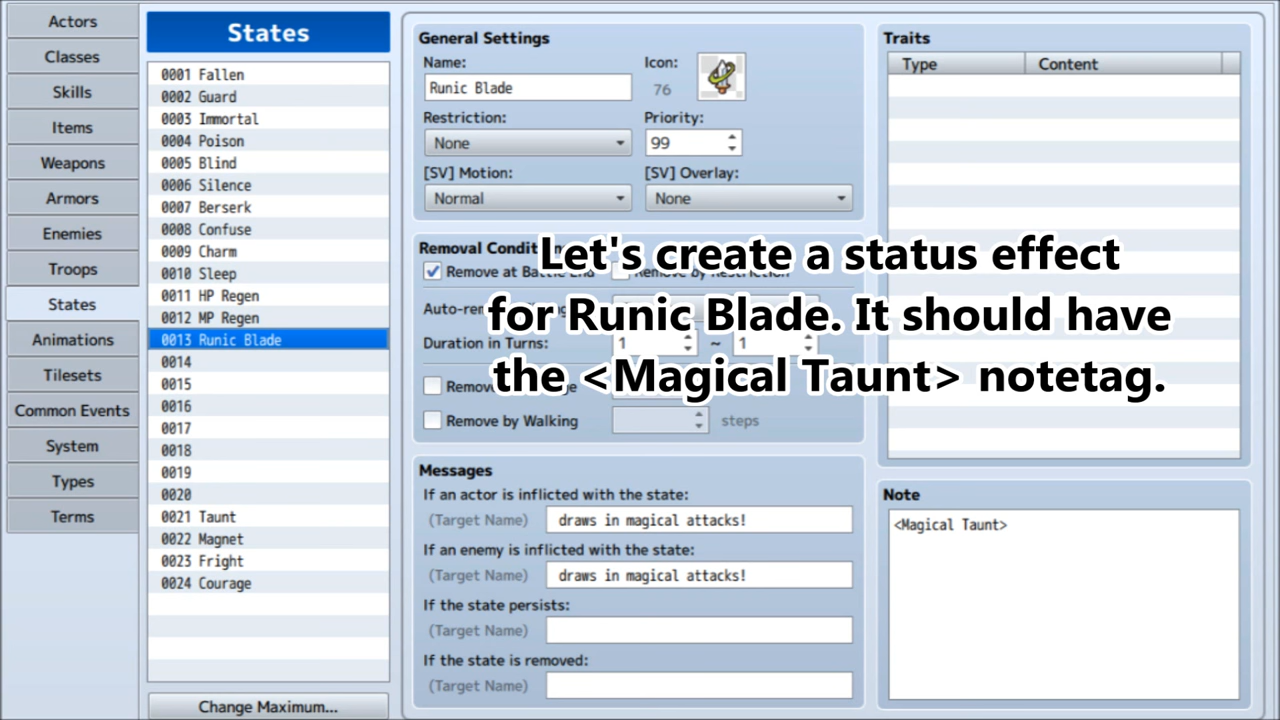 Actors
Classes
Skills
Items
Weapons
Armors
Enemies
Troops
States
Animations
Tilesets
Common Events
System
Types
Terms
States
0001 Fallen
0002 Guard
0003 Immortal
0004 Poison
0005 Blind
0006 Silence
0007 Berserk
0008 Confuse
0009 Charm
0010 Sleep
0011 HP Regen
0012 MP Regen
0013 Runic Blade
0014
0015
0016
0017
0018
0019
0020
0021 Taunt
0022 Magnet
0023 Fright
0024 Courage
Change Maximum...
General Settings
Name:
Icon:
Runic Blade
76
Restriction:
Priority:
None
99
[SV] Motion:
[SV] Overlay:
Normal
None
Removal Condit
Remove at Battle End
Remove by Restriction
Auto-rem
Duration in Turns:
1 ~ 1
Remove
Remove by Walking
steps
Let's create a status effect
for Runic Blade. It should have
the <Magical Taunt> notetag.
Messages
If an actor is inflicted with the state:
(Target Name) draws in magical attacks!
If an enemy is inflicted with the state:
(Target Name) draws in magical attacks!
If the state persists:
(Target Name)
If the state is removed:
(Target Name)
Traits
Type
Content
Note
<Magical Taunt>